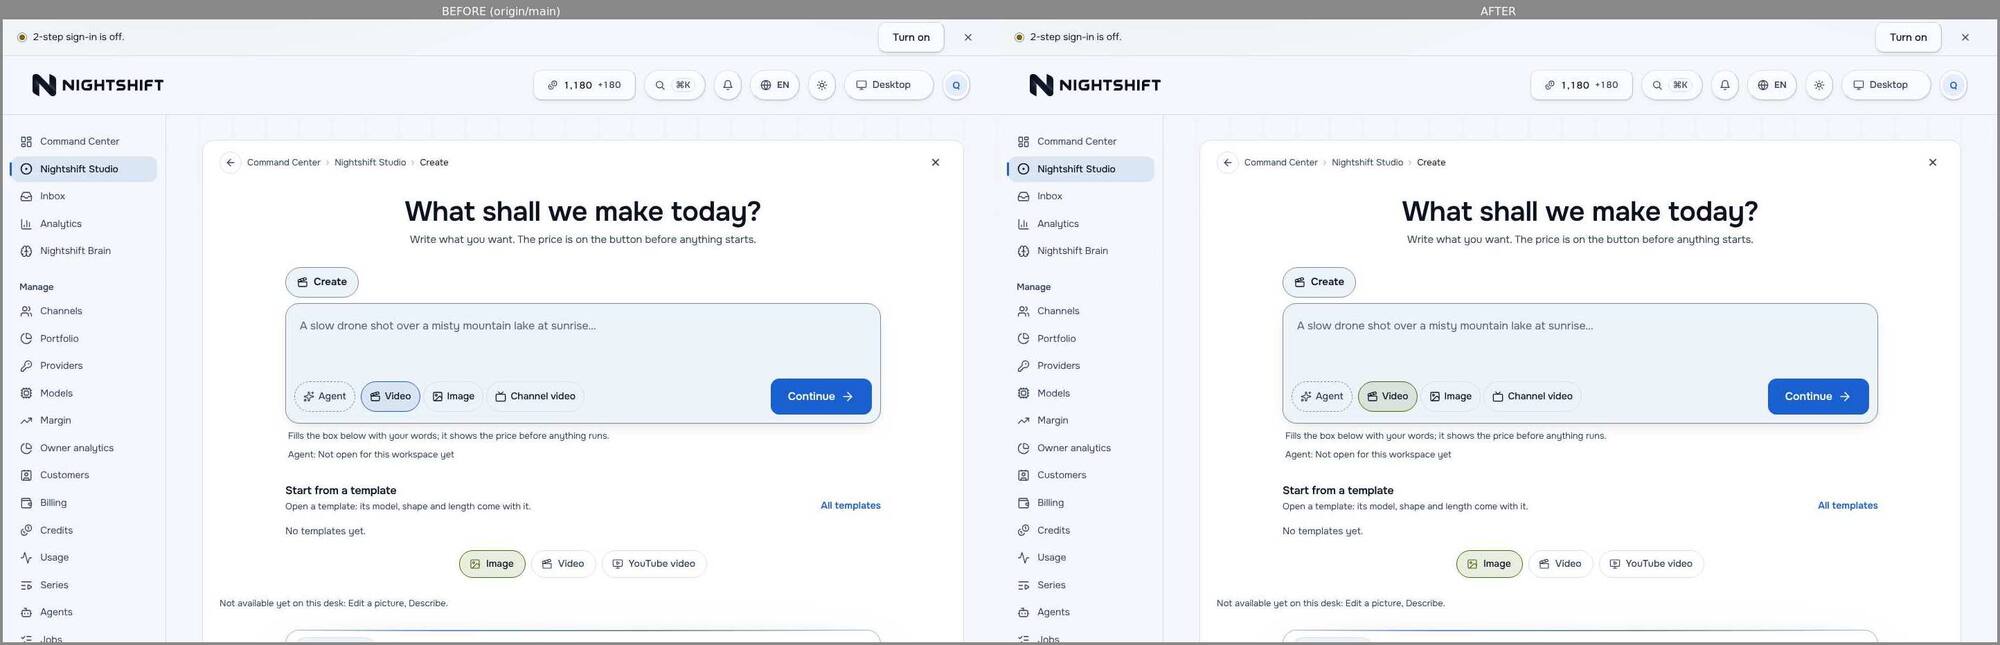 BEFORE (origin/main)
2-step sign-in is off.
Turn on
NIGHTSHIFT
1,180 +180
⌘K
EN
Desktop
Q
Command Center
Nightshift Studio
Inbox
Analytics
Nightshift Brain
Manage
Channels
Portfolio
Providers
Models
Margin
Owner analytics
Customers
Billing
Credits
Usage
Series
Agents
Jobs
Command Center › Nightshift Studio › Create
What shall we make today?
Write what you want. The price is on the button before anything starts.
Create
A slow drone shot over a misty mountain lake at sunrise...
Agent
Video
Image
Channel video
Continue
Fills the box below with your words; it shows the price before anything runs.
Agent: Not open for this workspace yet
Start from a template
Open a template: its model, shape and length come with it.
All templates
No templates yet.
Image
Video
YouTube video
Not available yet on this desk: Edit a picture, Describe.
AFTER
2-step sign-in is off.
Turn on
NIGHTSHIFT
1,180 +180
⌘K
EN
Desktop
Q
Command Center
Nightshift Studio
Inbox
Analytics
Nightshift Brain
Manage
Channels
Portfolio
Providers
Models
Margin
Owner analytics
Customers
Billing
Credits
Usage
Series
Agents
Jobs
Command Center › Nightshift Studio › Create
What shall we make today?
Write what you want. The price is on the button before anything starts.
Create
A slow drone shot over a misty mountain lake at sunrise...
Agent
Video
Image
Channel video
Continue
Fills the box below with your words; it shows the price before anything runs.
Agent: Not open for this workspace yet
Start from a template
Open a template: its model, shape and length come with it.
All templates
No templates yet.
Image
Video
YouTube video
Not available yet on this desk: Edit a picture, Describe.